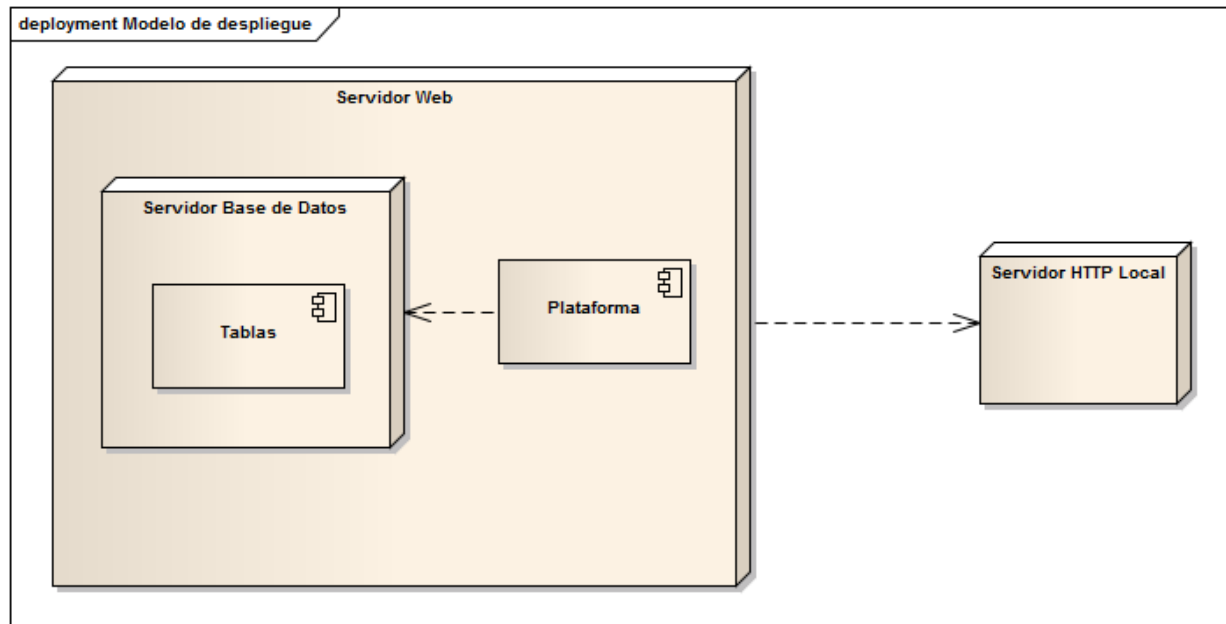 deployment Modelo de despliegue
Servidor Web
Servidor Base de Datos
Tablas
Plataforma
Servidor HTTP Local